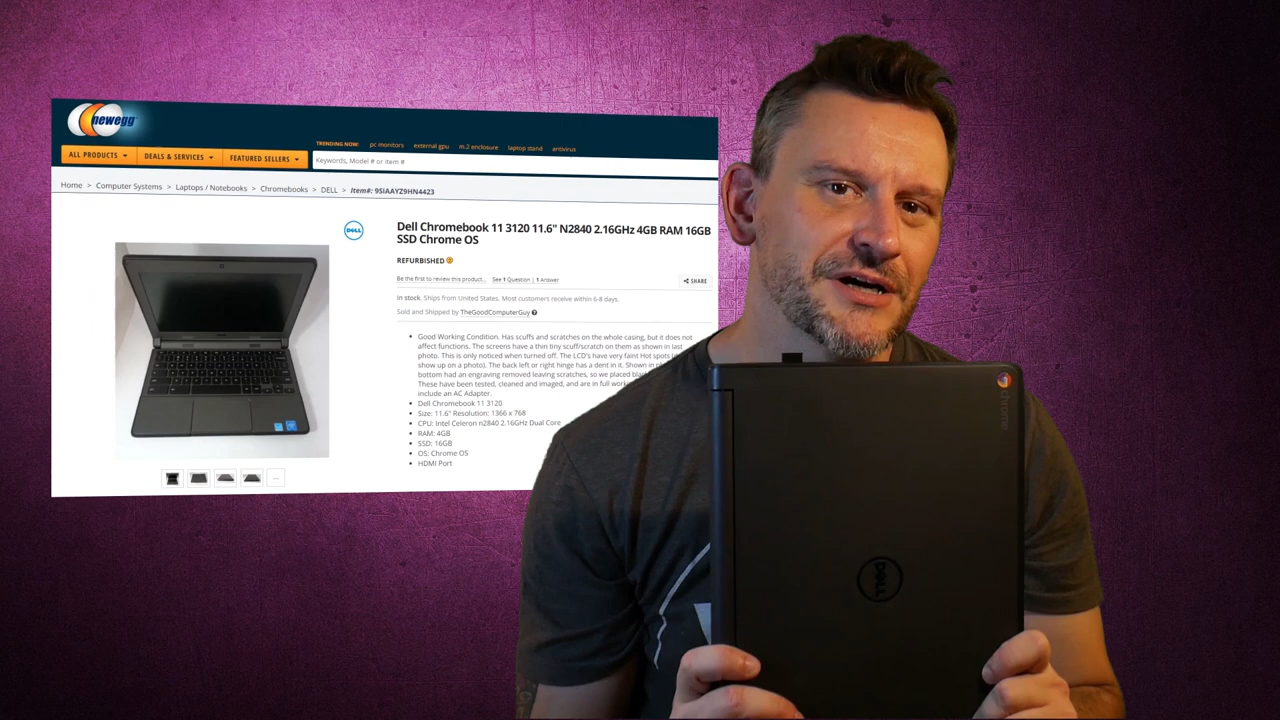 newegg
TRENDING NOW: pc monitors external gpu m.2 enclosure laptop stand antivirus
ALL PRODUCTS DEALS & SERVICES FEATURED SELLERS
Keywords, Model # or Item #
Home > Computer Systems > Laptops / Notebooks > Chromebooks > DELL > Item#: 9SIAAYZ9HN4423
DELL
Dell Chromebook 11 3120 11.6" N2840 2.16GHz 4GB RAM 16GB
SSD Chrome OS
REFURBISHED
Be the first to review this product... See 1 Question | 1 Answer
SHARE
In stock. Ships from United States. Most customers receive within 6-8 days.
Sold and Shipped by TheGoodComputerGuy
• Good Working Condition. Has scuffs and scratches on the whole casing, but it does not
affect functions. The screens have a thin tiny scuff/scratch on them as shown in last
photo. This is only noticed when turned off. The LCD's have very faint Hot spots
show up on a photo). The back left or right hinge has a dent in it. Shown in
bottom had an engraving removed leaving scratches, so we placed
These have been tested, cleaned and imaged, and are in full
include an AC Adapter.
• Dell Chromebook 11 3120
• Size: 11.6" Resolution: 1366 x 768
• CPU: Intel Celeron n2840 2.16GHz Dual Core
• RAM: 4GB
• SSD: 16GB
• OS: Chrome OS
• HDMI Port
chrome
DELL